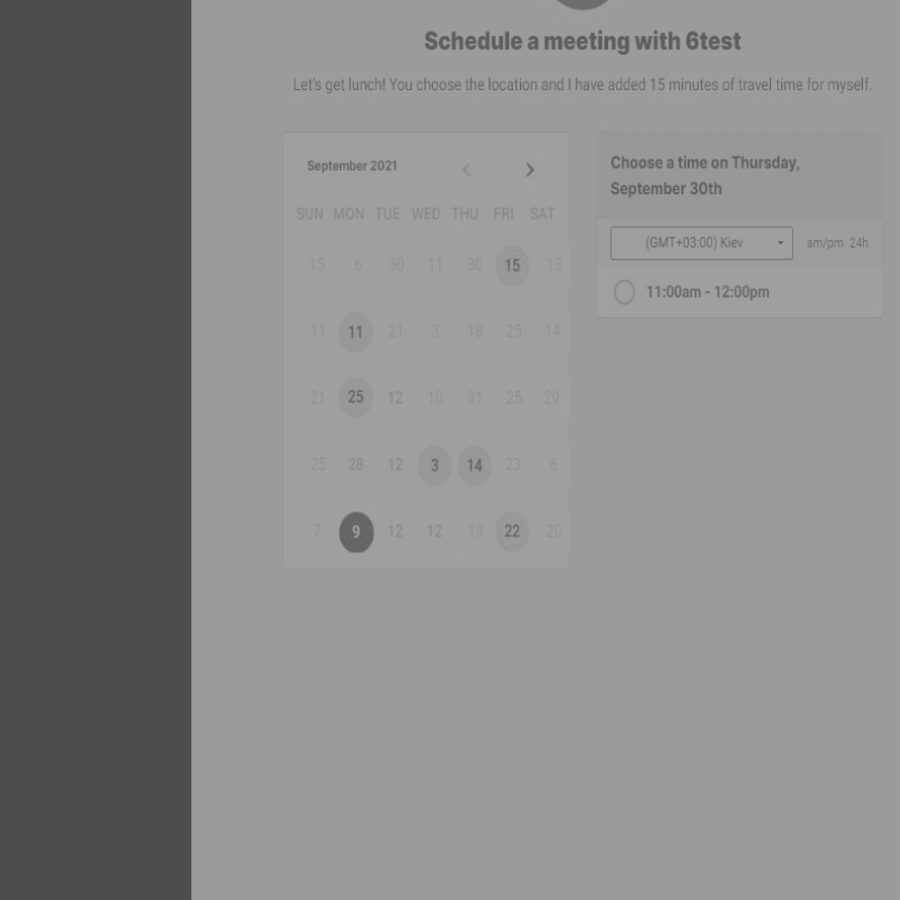 Schedule a meeting with 6test
Let's get lunch! You choose the location and I have added 15 minutes of travel time for myself.
September 2021
SUN MON TUE WED THU FRI SAT
15 6 30 11 30 15 13
11 11 21 3 18 25 14
21 25 12 10 31 25 29
25 28 12 3 14 23 6
7 9 12 12 13 22 20
Choose a time on Thursday,
September 30th
(GMT+03:00) Kiev am/pm 24h
11:00am - 12:00pm